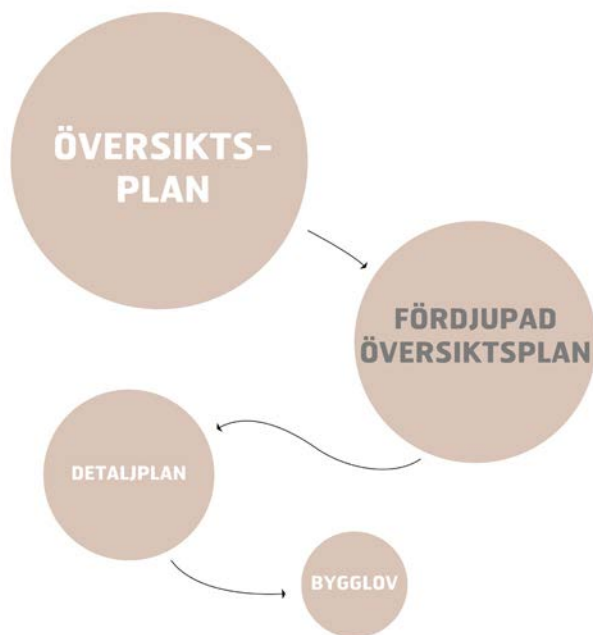 ÖVERSIKTS-
PLAN
FÖRDJUPAD
ÖVERSIKTSPLAN
DETALJPLAN
BYGGLOV